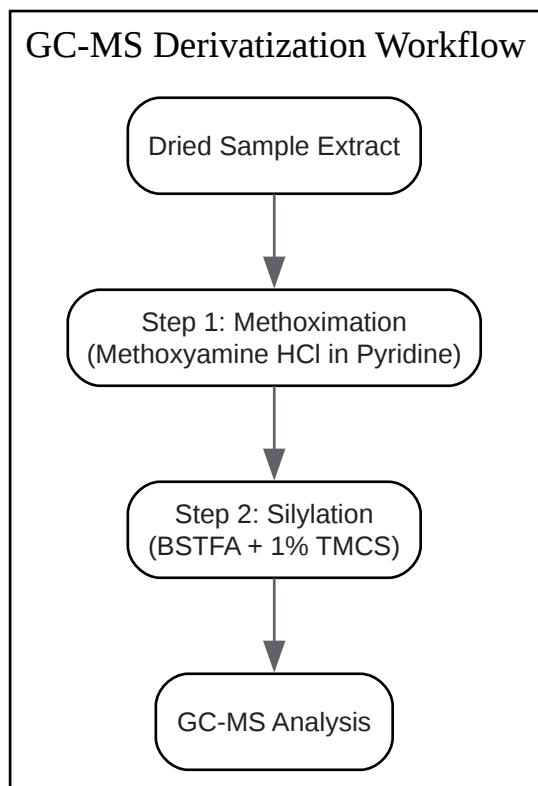 GC-MS Derivatization Workflow
Dried Sample Extract
Step 1: Methoximation
(Methoxyamine HCl in Pyridine)
Step 2: Silylation
(BSTFA + 1% TMCS)
GC-MS Analysis